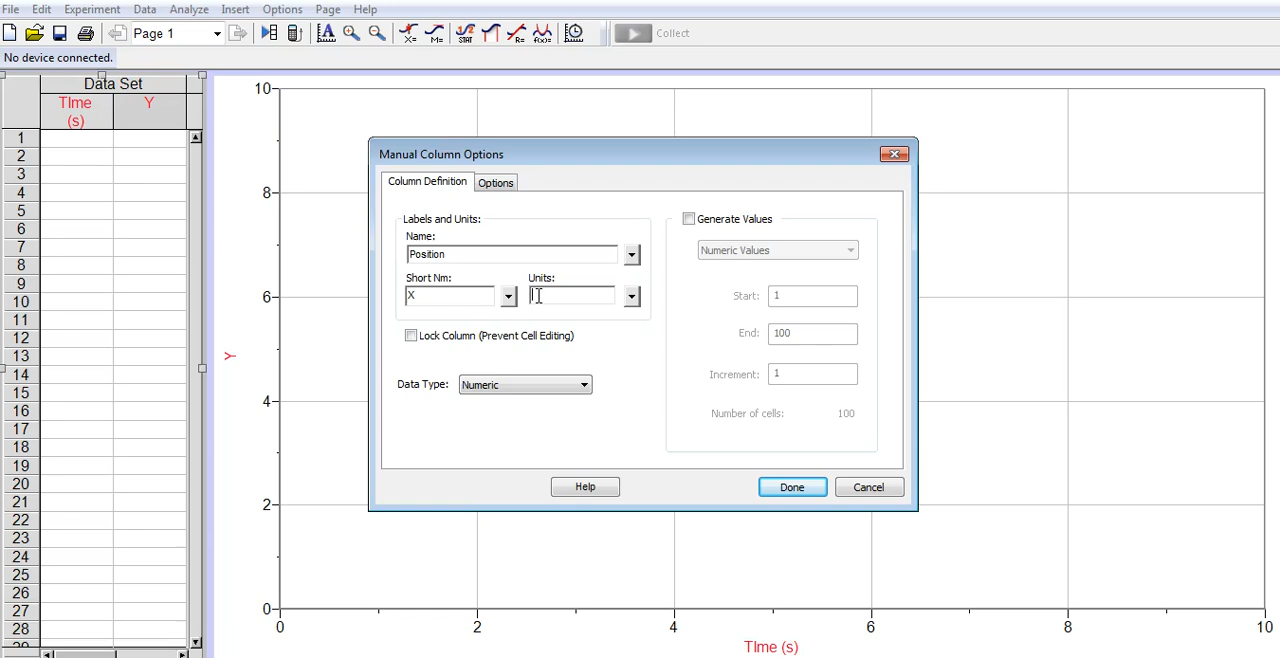 File Edit Experiment Data Analyze Insert Options Page Help
Page 1 X= M= STAT R= f(x)= Collect
No device connected.
Data Set
TIme (s) Y
1
2
3
4
5
6
7
8
9
10
11
12
13
14
15
16
17
18
19
20
21
22
23
24
25
26
27
28
29
10
8
6
4
2
0
Y
0 2 4 6 8 10
TIme (s)
Manual Column Options
Column Definition Options
Labels and Units:
Name:
Position
Short Nm: Units:
X
Lock Column (Prevent Cell Editing)
Data Type: Numeric
Generate Values
Numeric Values
Start: 1
End: 100
Increment: 1
Number of cells: 100
Help Done Cancel